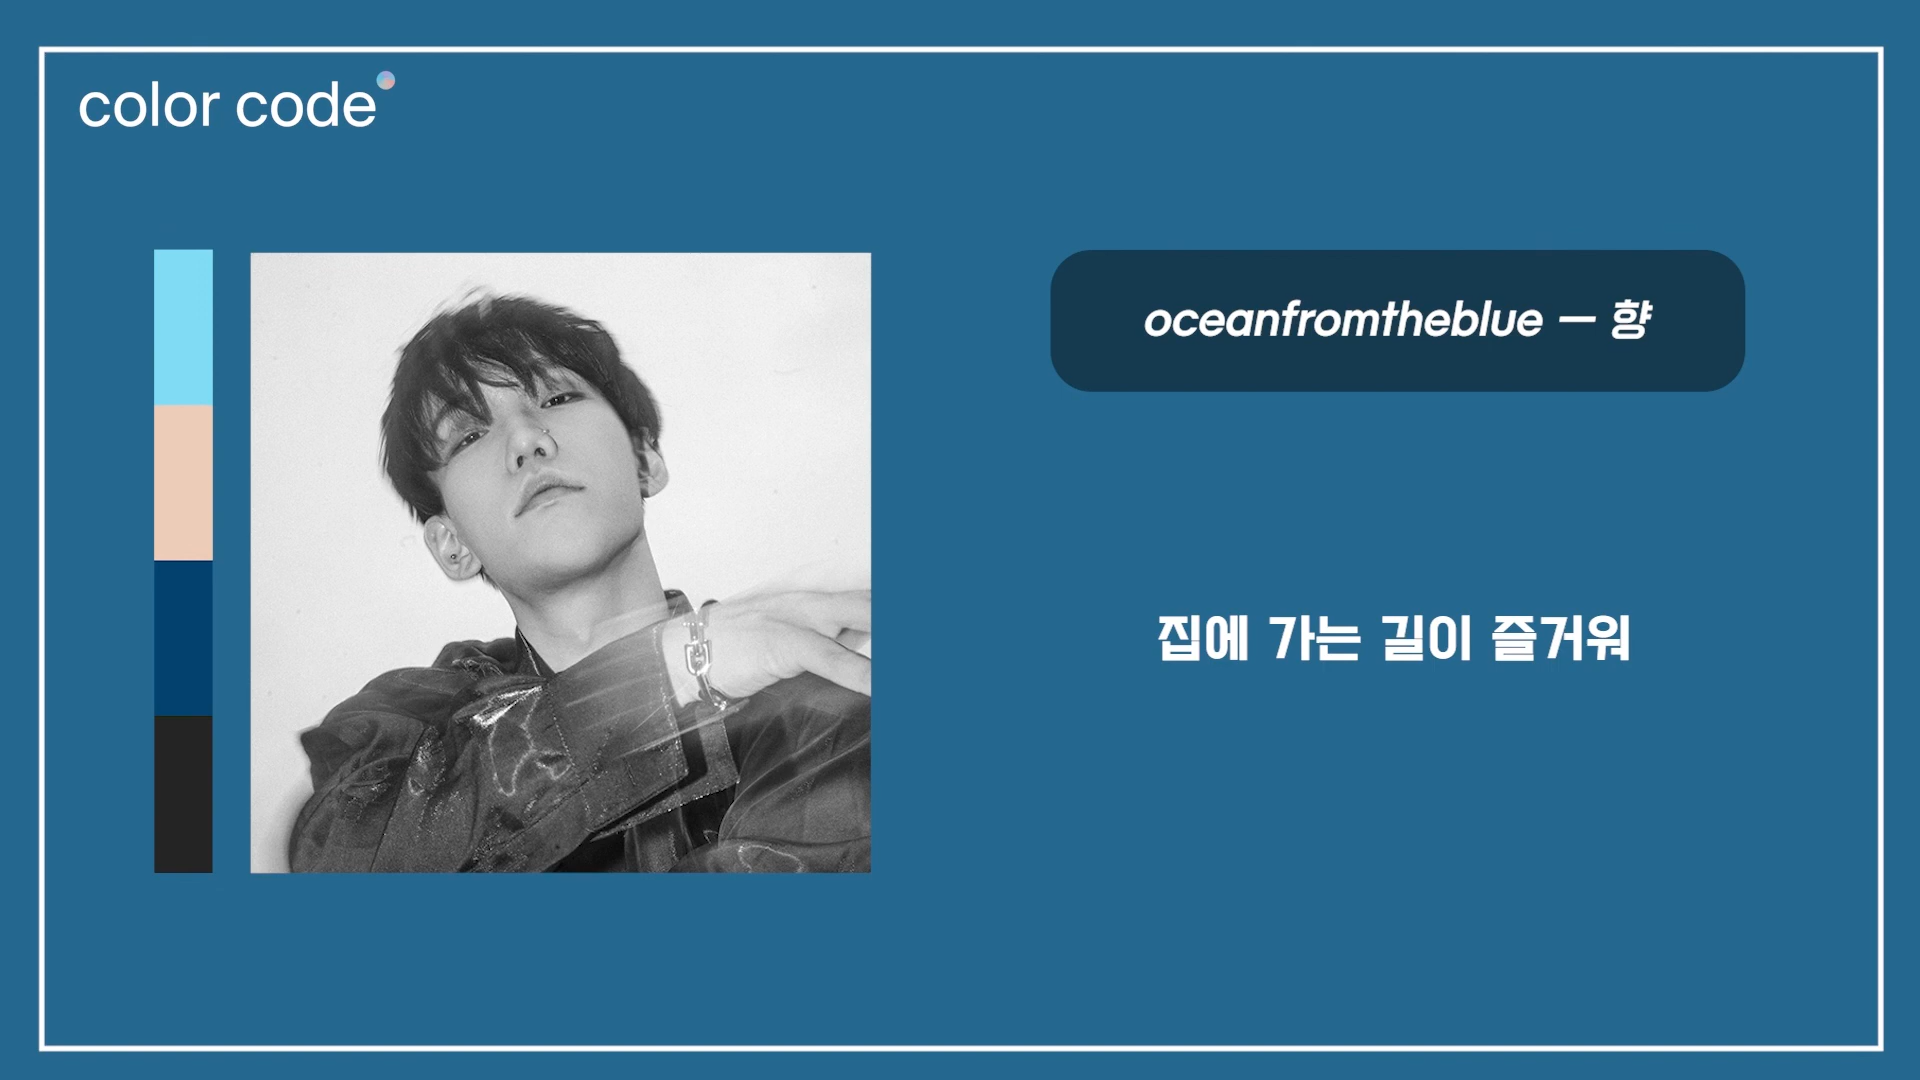 color code
oceanfromtheblue — 향
집에 가는 길이 즐거워